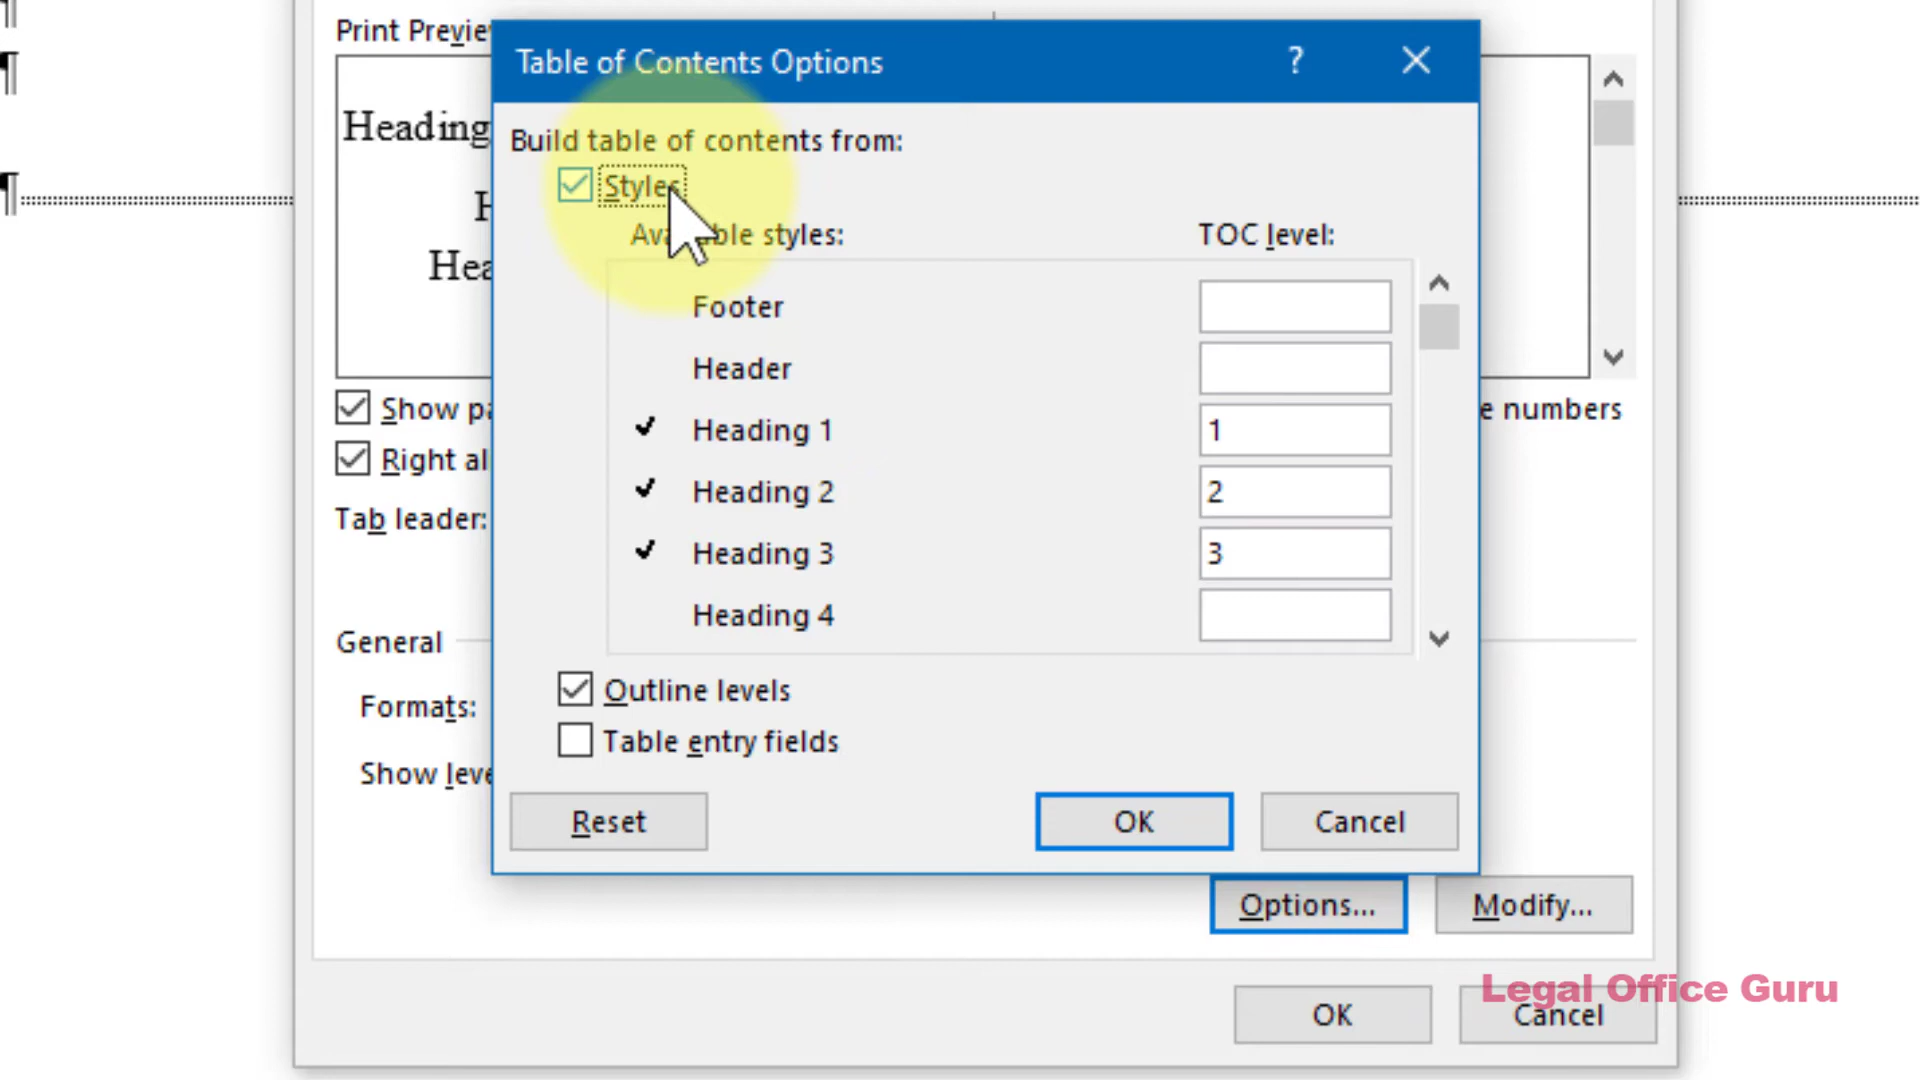 ¶
Print Preview
Table of Contents Options
?
¶
Heading
Build table of contents from:
Styles
¶
Available styles:
TOC level:
Hea
Footer
Header
Show pa
e numbers
Heading 1
1
Right al
Heading 2
2
Tab leader:
Heading 3
3
Heading 4
General
Outline levels
Formats:
Table entry fields
Show leve
Reset
OK
Cancel
Options...
Modify...
Legal Office Guru
OK
Cancel